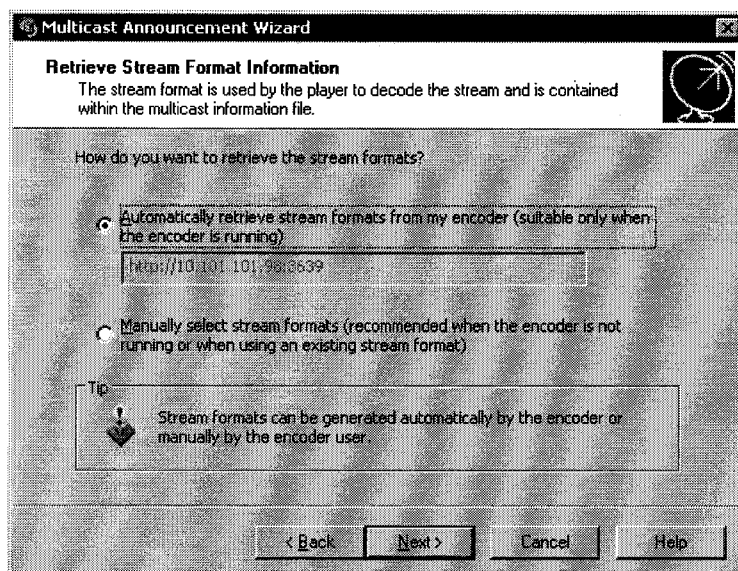 Multicast Announcement Wizard
Retrieve Stream Format Information
The stream format is used by the player to decode the stream and is contained
within the multicast information file.
How do you want to retrieve the stream formats?
Automatically retrieve stream formats from my encoder (suitable only when
the encoder is running)
http://10.101.101.96:3639
Manually select stream formats (recommended when the encoder is not
running or when using an existing stream format)
Tip
Stream formats can be generated automatically by the encoder or
manually by the encoder user.
< Back
Next >
Cancel
Help